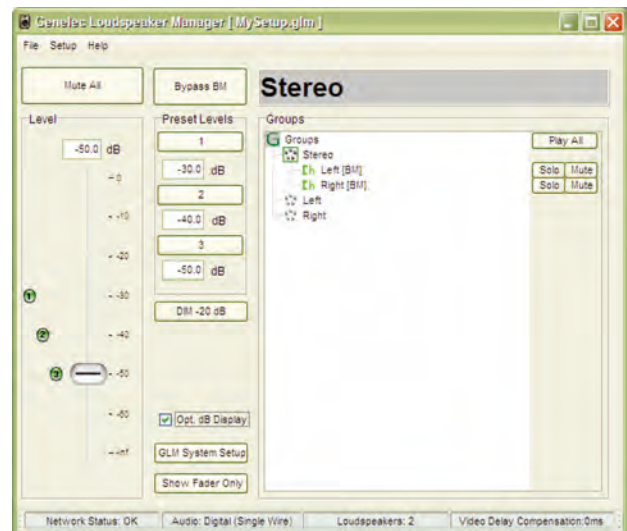 Genelec Loudspeaker Manager [ MySetup.glm ]
File Setup Help
Mute All
Bypass BM
Stereo
Level
-50.0 dB
- -0
- -10
- -20
- -30
- -40
- -50
- -60
- -inf
1
2
3
Preset Levels
1
-30.0 dB
2
-40.0 dB
3
-50.0 dB
DIM -20 dB
Opt. dB Display
GLM System Setup
Show Fader Only
Groups
G Groups
Stereo
Left [BM]
Right [BM]
Left
Right
Play All
Solo Mute
Solo Mute
Network Status: OK
Audio: Digital (Single Wire)
Loudspeakers: 2
Video Delay Compensation:0ms